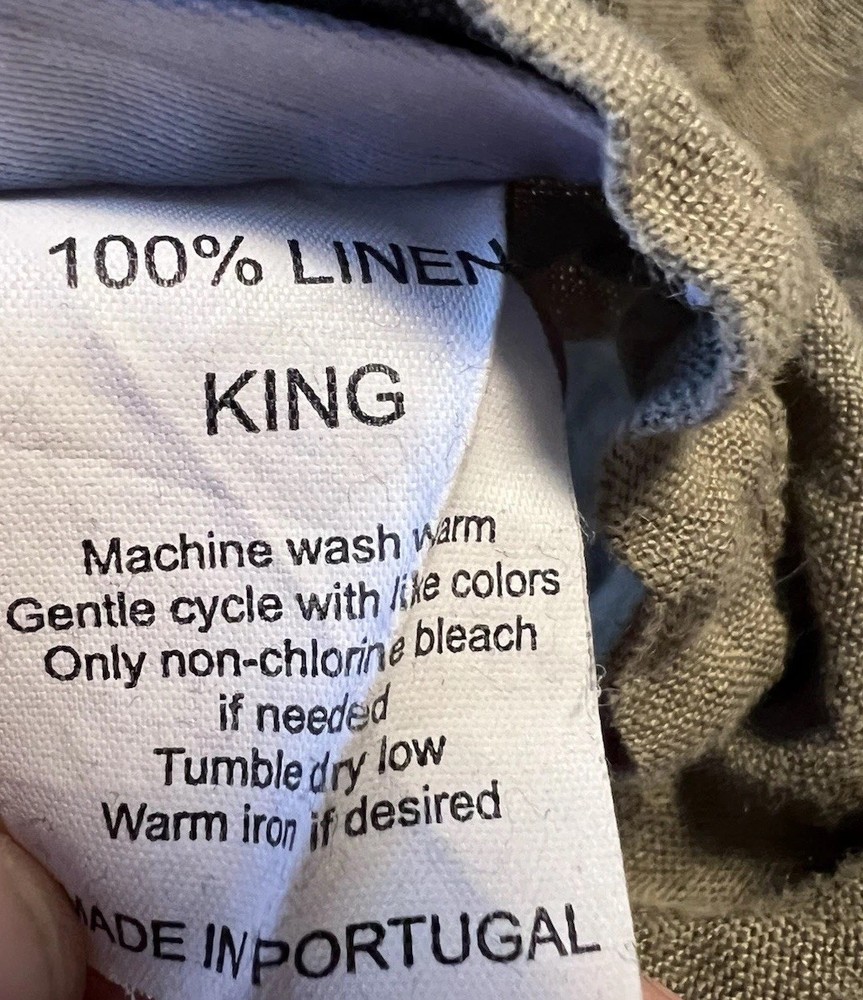 100% LINEN
KING
Machine wash warm
Gentle cycle with like colors
Only non-chlorine bleach
if needed
Tumble dry low
Warm iron if desired
MADE IN PORTUGAL